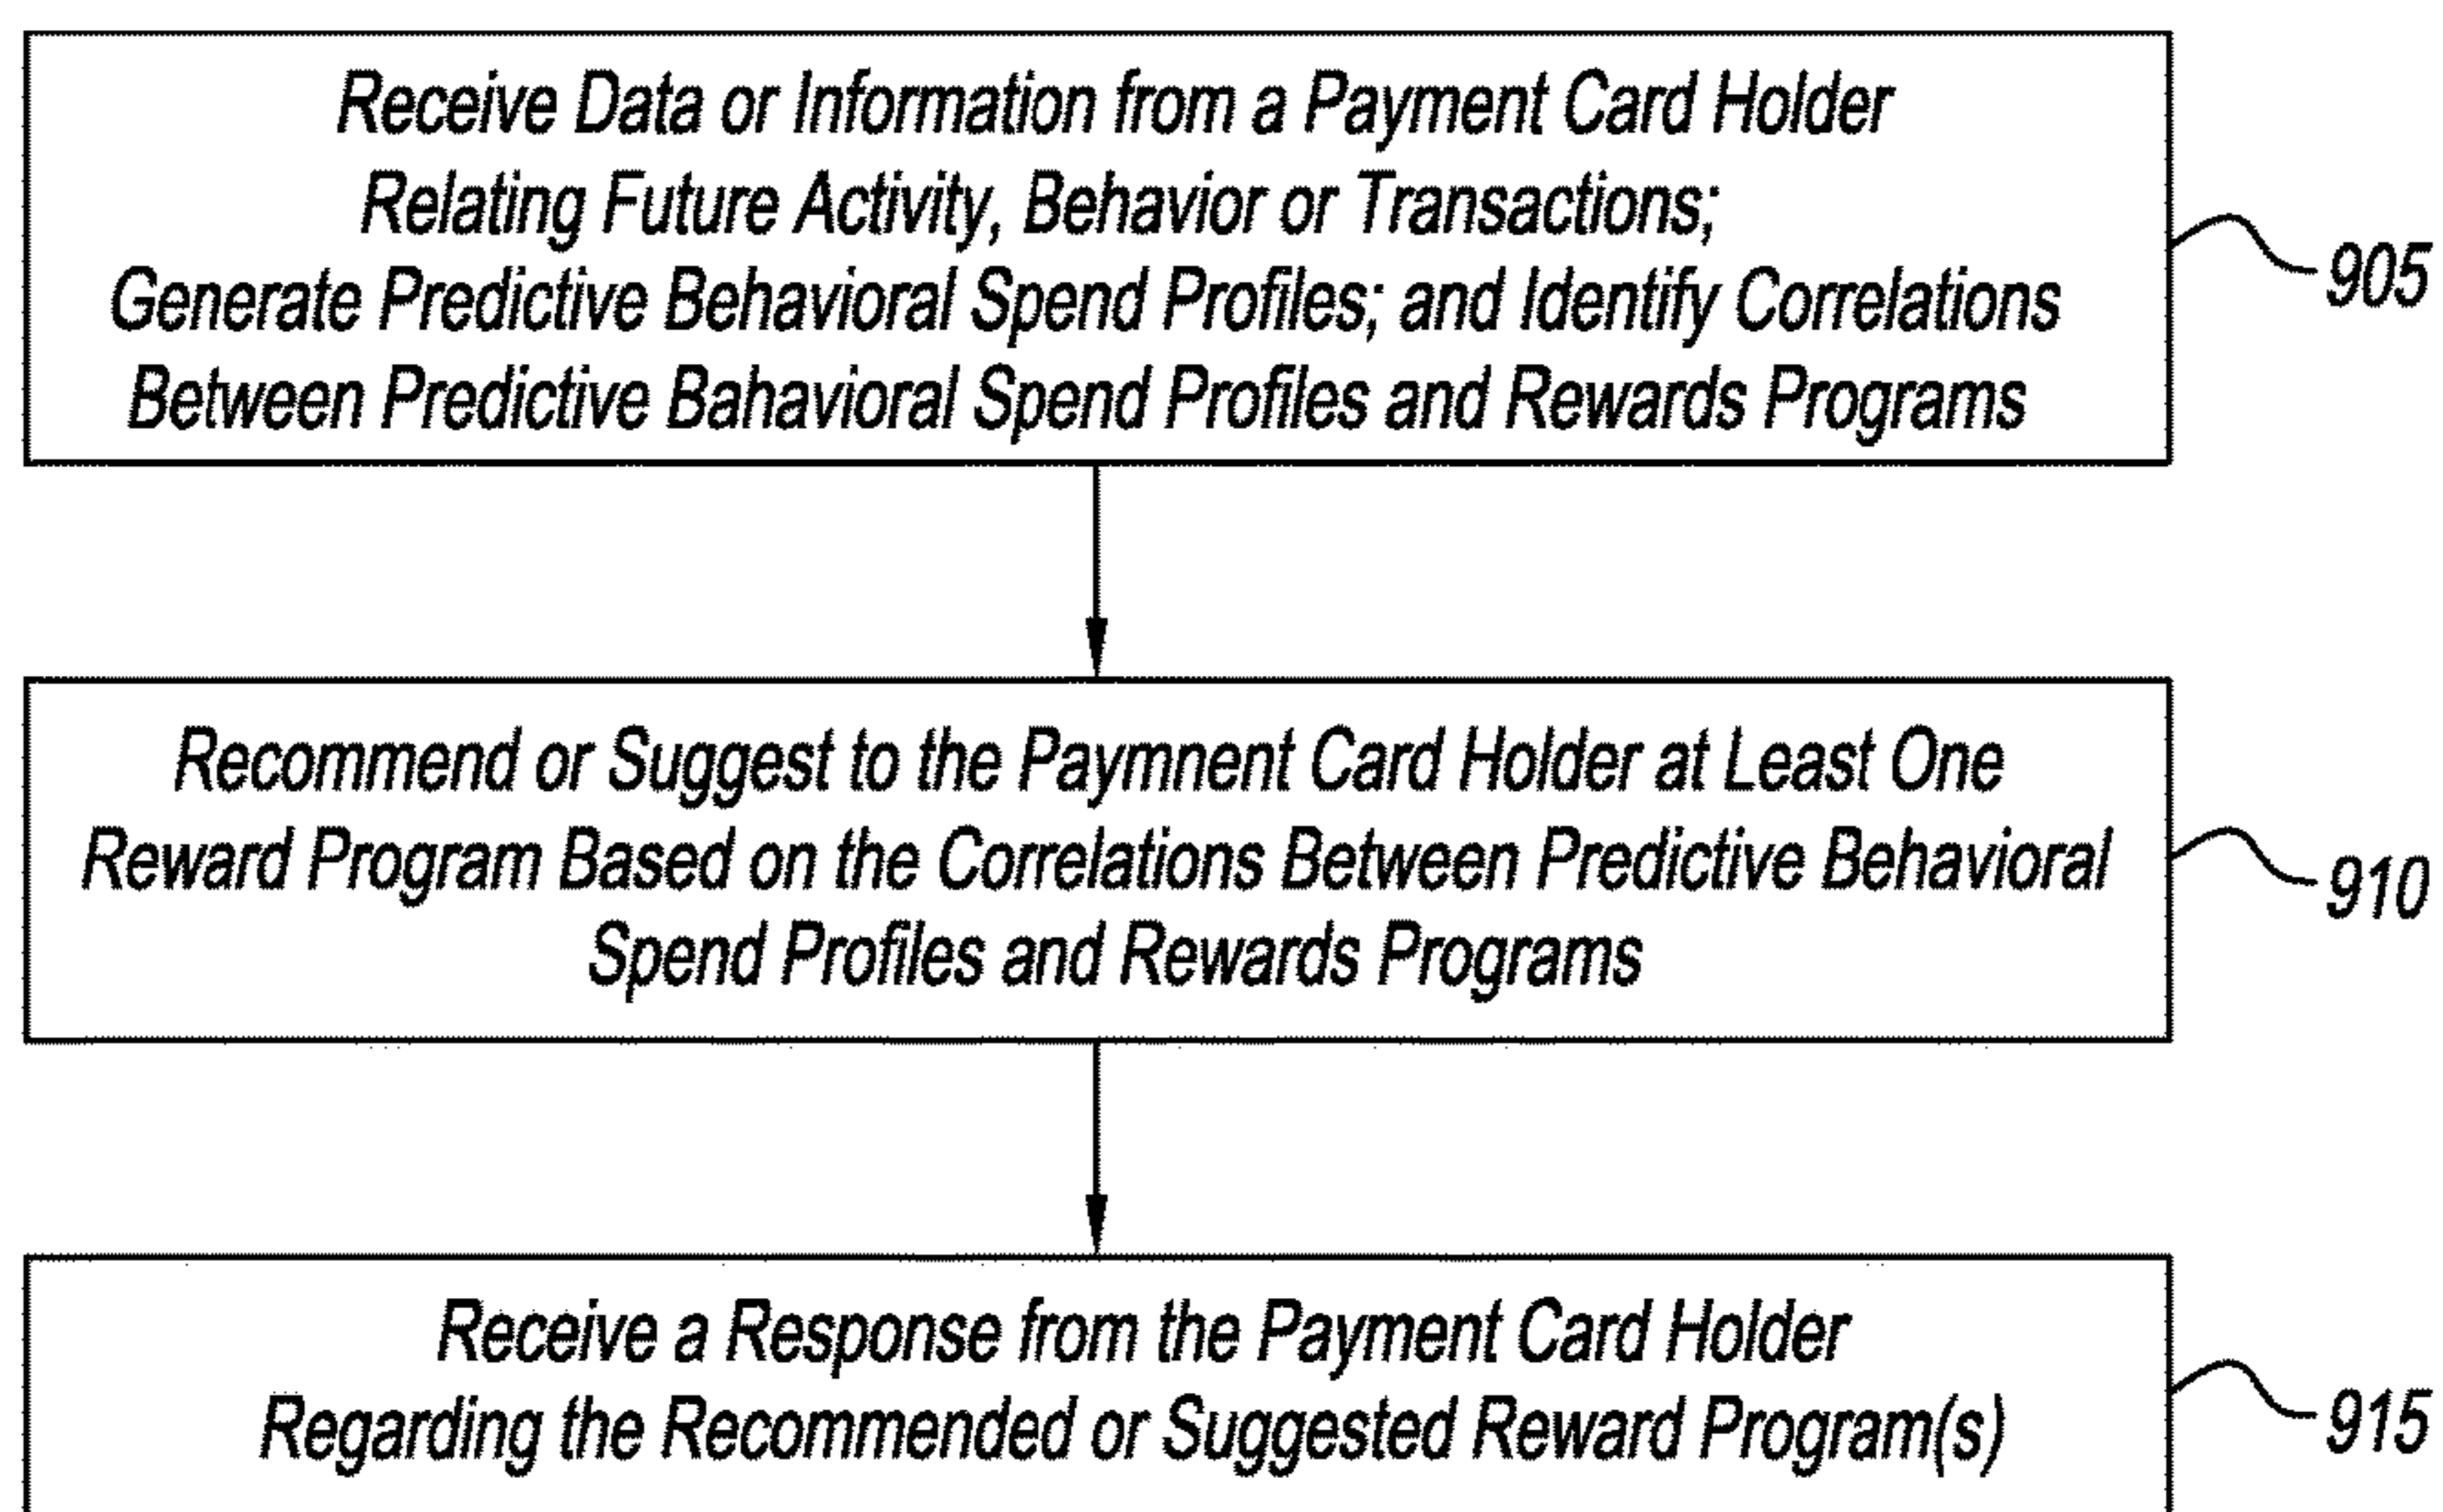 Receive Data or Information from a Payment Card Holder
Relating Future Activity, Behavior or Transactions;
Generate Predictive Behavioral Spend Profiles; and Identify Correlations
Between Predictive Bahavioral Spend Profiles and Rewards Programs
905
Recommend or Suggest to the Paymnent Card Holder at Least One
Reward Program Based on the Correlations Between Predictive Behavioral
Spend Profiles and Rewards Programs
910
Receive a Response from the Payment Card Holder
Regarding the Recommended or Suggested Reward Program(s)
915